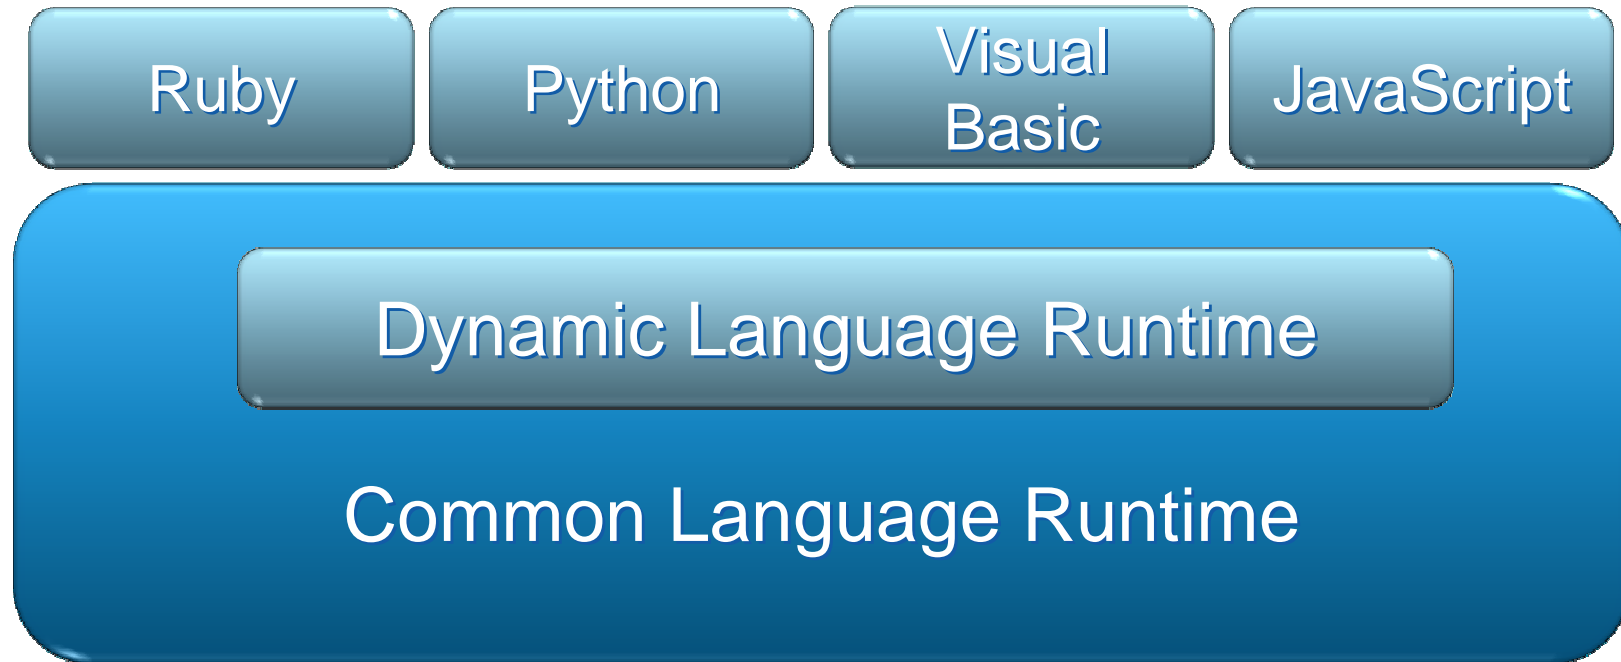 Ruby
Python
Visual
Basic
JavaScript
Dynamic Language Runtime
Common Language Runtime